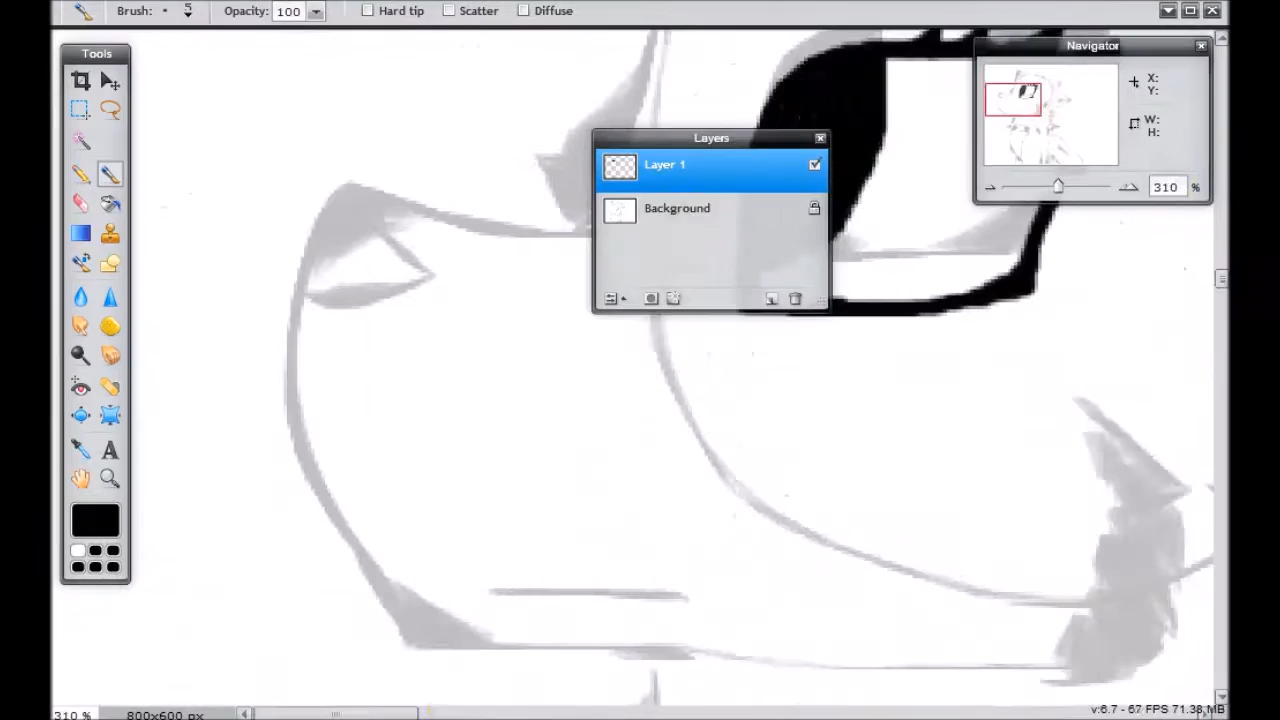 Brush: 5 Opacity: 100 Hard tip Scatter Diffuse
Tools
Navigator
X:
Y:
W:
H:
310 %
Layers
Layer 1
Background
A
310 % 800x600 px
v:6.7 - 67 FPS 71.38 MB